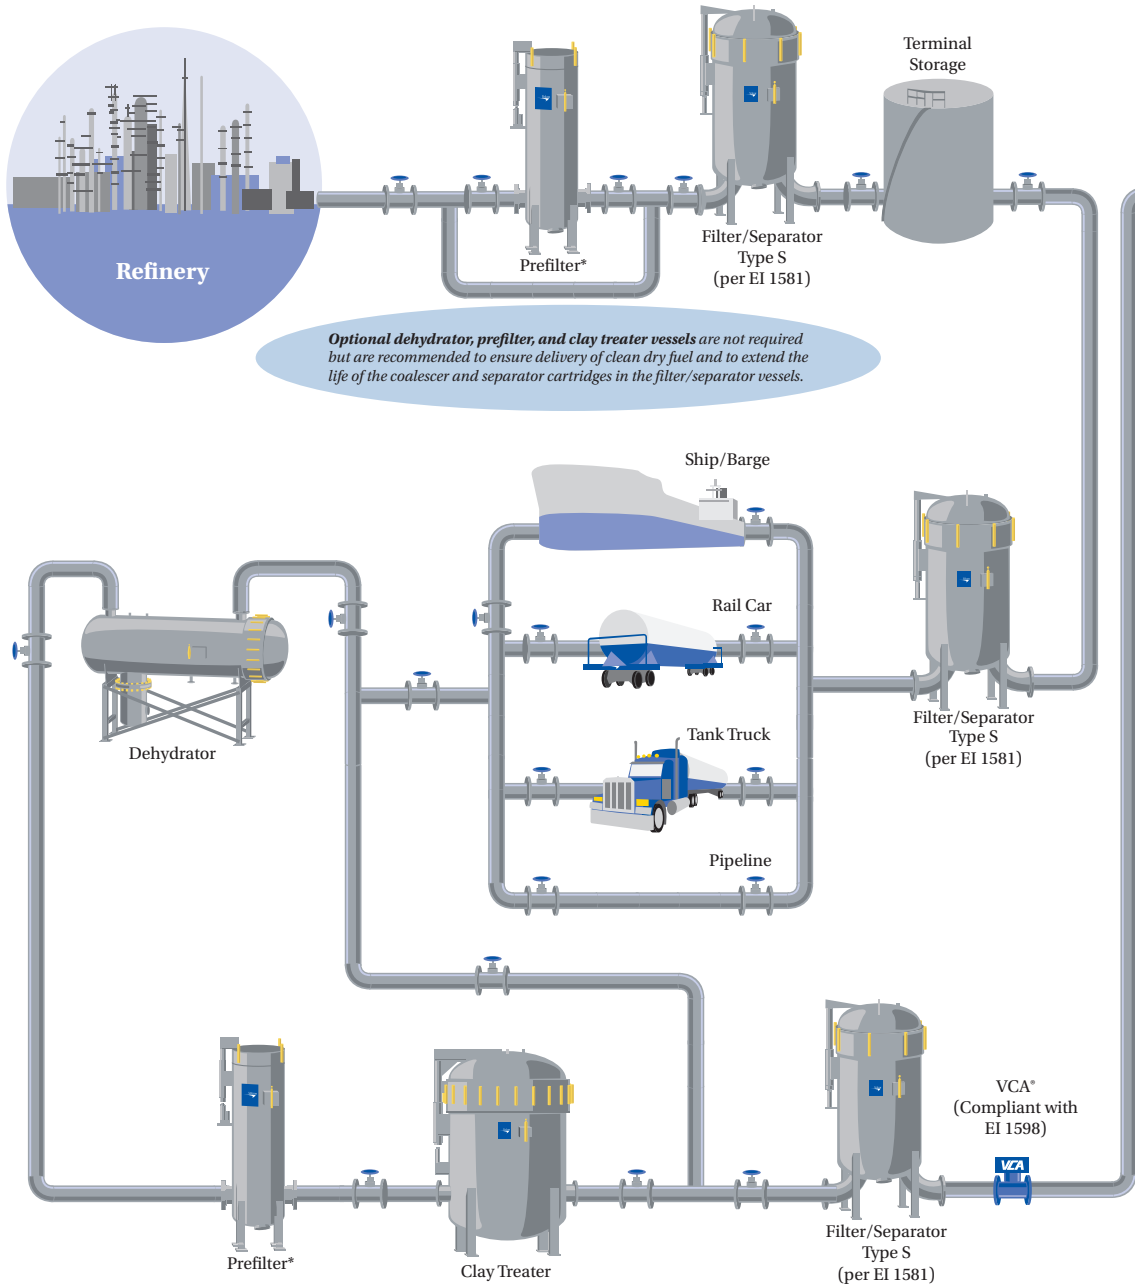 Terminal
Storage
Refinery
Prefilter*
Filter/Separator
Type S
(per EI 1581)
Optional dehydrator, prefilter, and clay treater vessels are not required
but are recommended to ensure delivery of clean dry fuel and to extend the
life of the coalescer and separator cartridges in the filter/separator vessels.
Ship/Barge
Rail Car
Tank Truck
Pipeline
Filter/Separator
Type S
(per EI 1581)
Dehydrator
VCA®
(Compliant with
EI 1598)
VCA
Prefilter*
Clay Treater
Filter/Separator
Type S
(per EI 1581)